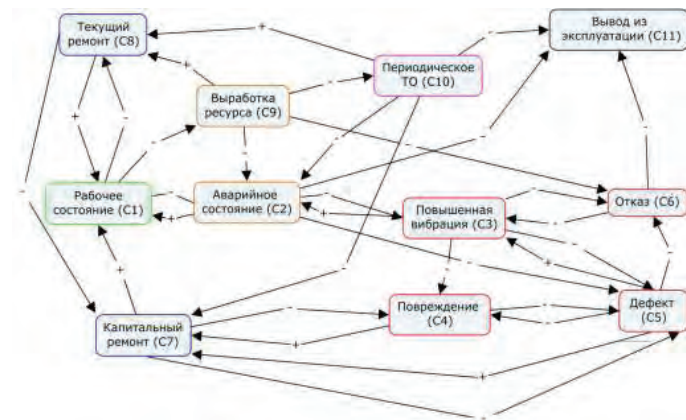 Текущий
ремонт (С8)
Вывод из
эксплуатации (С11)
Периодическое
ТО (С10)
Выработка
ресурса (С9)
Рабочее
состояние (С1)
Аварийное
состояние (С2)
Повышенная
вибрация (С3)
Отказ (С6)
Капитальный
ремонт (С7)
Повреждение
(С4)
Дефект
(С5)